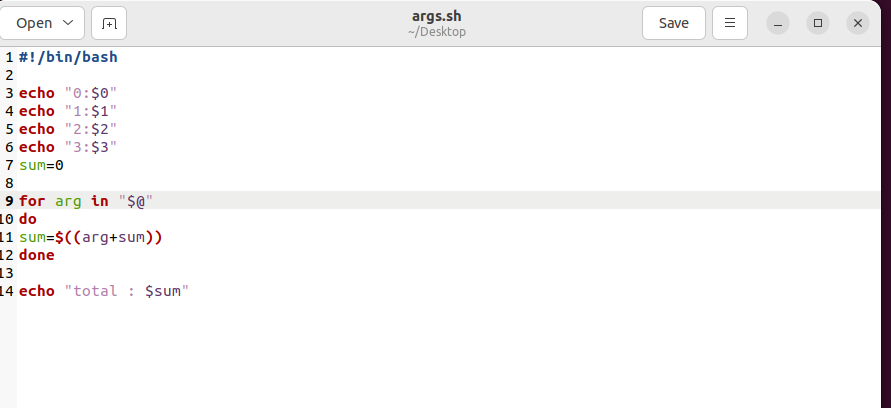 Open
args.sh
~/Desktop
Save
1 #!/bin/bash
2
3 echo "0:$0"
4 echo "1:$1"
5 echo "2:$2"
6 echo "3:$3"
7 sum=0
8
9 for arg in "$@"
10 do
11 sum=$((arg+sum))
12 done
13
14 echo "total : $sum"